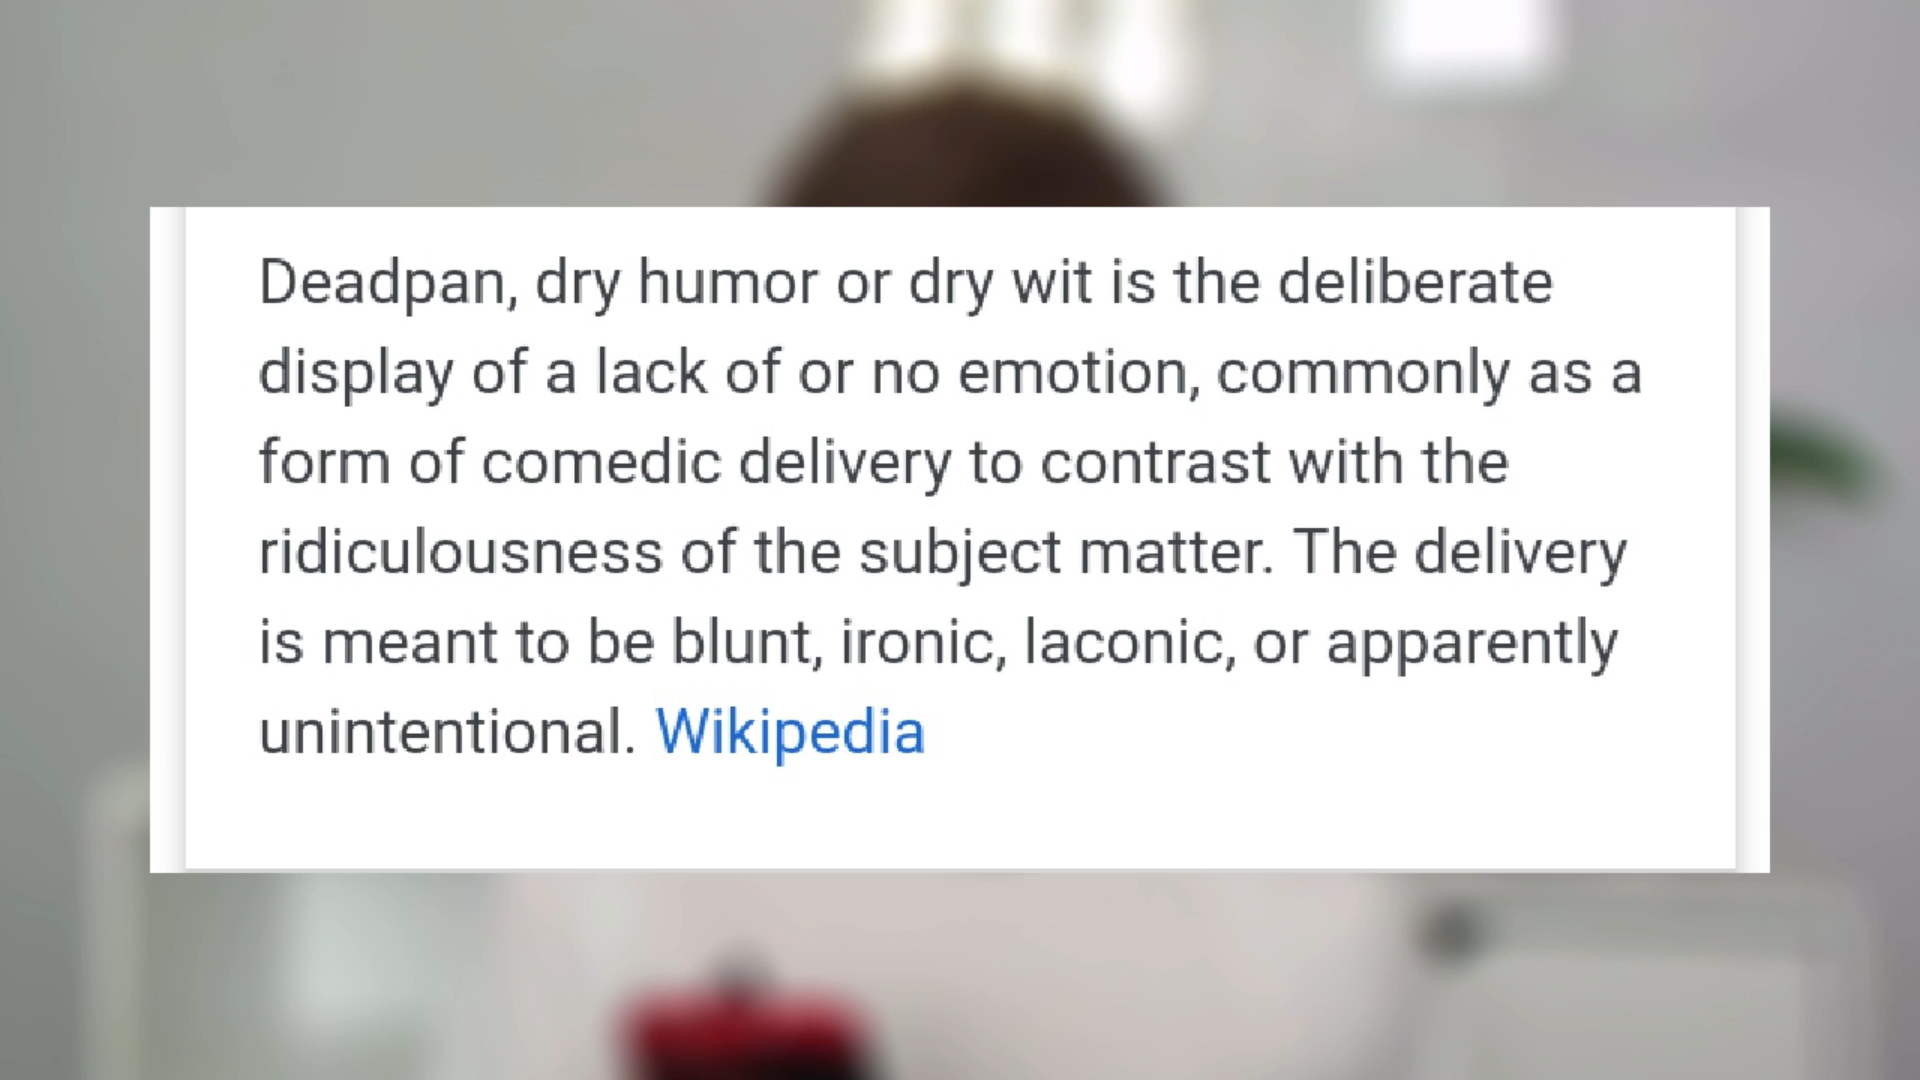 Deadpan, dry humor or dry wit is the deliberate
display of a lack of or no emotion, commonly as a
form of comedic delivery to contrast with the
ridiculousness of the subject matter. The delivery
is meant to be blunt, ironic, laconic, or apparently
unintentional. Wikipedia